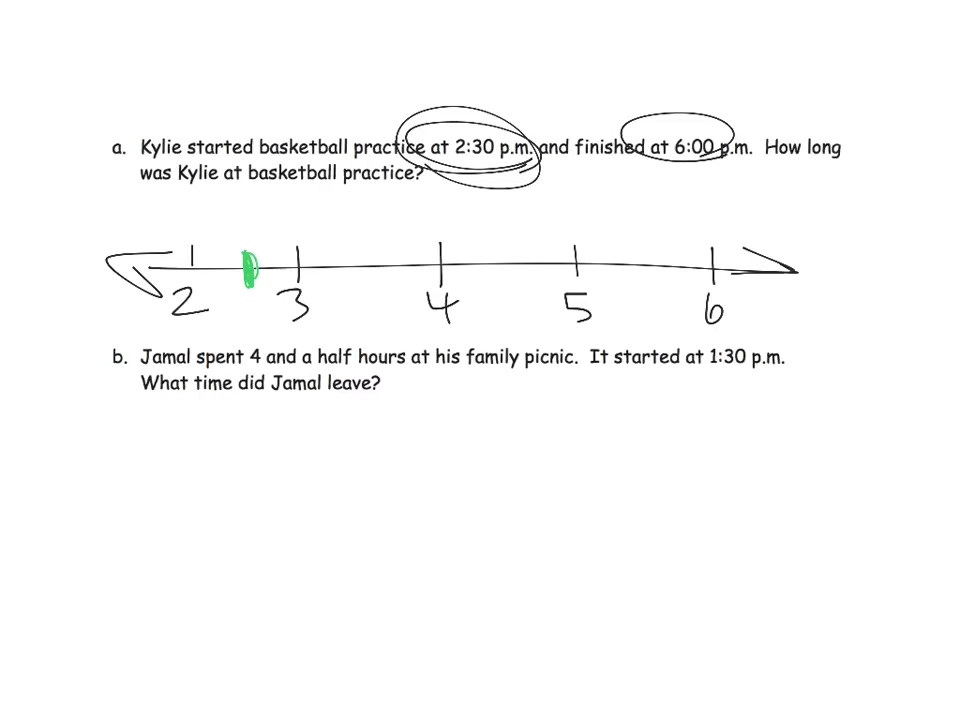 a. Kylie started basketball practice at 2:30 p.m. and finished at 6:00 p.m. How long
was Kylie at basketball practice?
2 3 4 5 6
b. Jamal spent 4 and a half hours at his family picnic. It started at 1:30 p.m.
What time did Jamal leave?